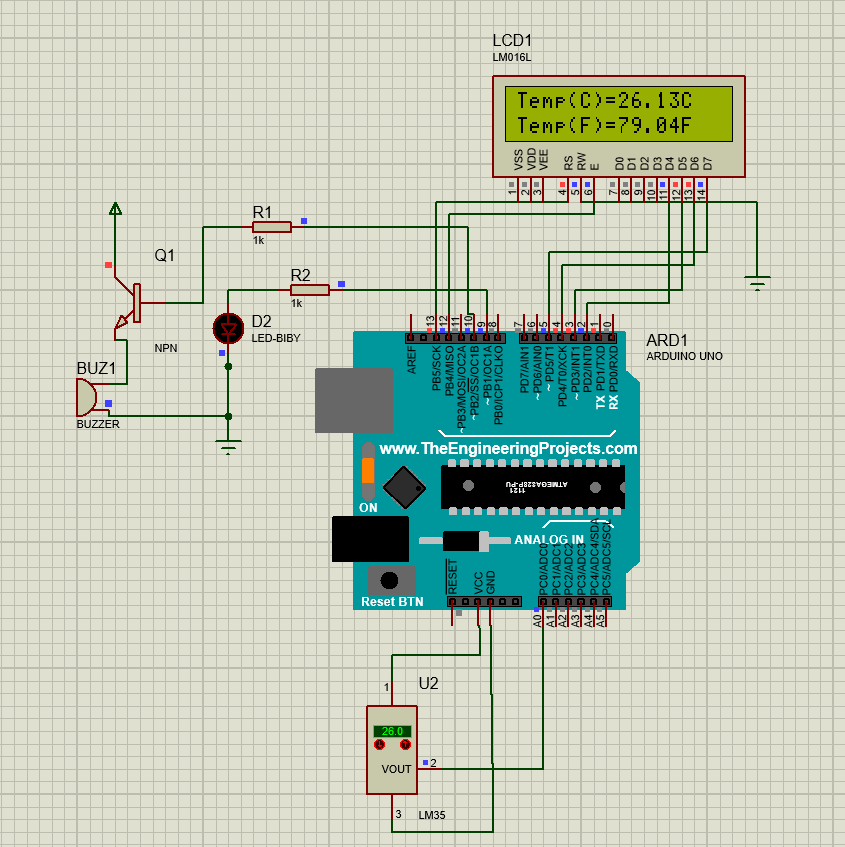 LCD1
LM016L
Temp(C)=26.13C
Temp(F)=79.04F
VSS
VDD
VEE
RS
RW
E
D0
D1
D2
D3
D4
D5
D6
D7
1
2
3
4
5
6
7
8
9
10
11
12
13
14
R1
1k
Q1
NPN
R2
1k
D2
LED-BIBY
BUZ1
BUZZER
ARD1
ARDUINO UNO
13
12
11
10
9
8
7
6
5
4
3
2
1
0
AREF
PB5/SCK
PB4/MISO
~PB3/MOSI/OC2A
~PB2/SS/OC1B
~PB1/OC1A
PB0/ICP1/CLKO
PD7/AIN1
~PD6/AIN0
~PD5/T1
PD4/T0/XCK
~PD3/INT1
PD2/INT0
TX PD1/TXD
RX PD0/RXD
www.TheEngineeringProjects.com
ON
ATMEGA328P-PU
1121
ANALOG IN
Reset BTN
RESET
VCC
GND
PC0/ADC0
PC1/ADC1
PC2/ADC2
PC3/ADC3
PC4/ADC4/SDA
PC5/ADC5/SCL
A0
A1
A2
A3
A4
A5
U2
1
26.0
VOUT
2
3
LM35